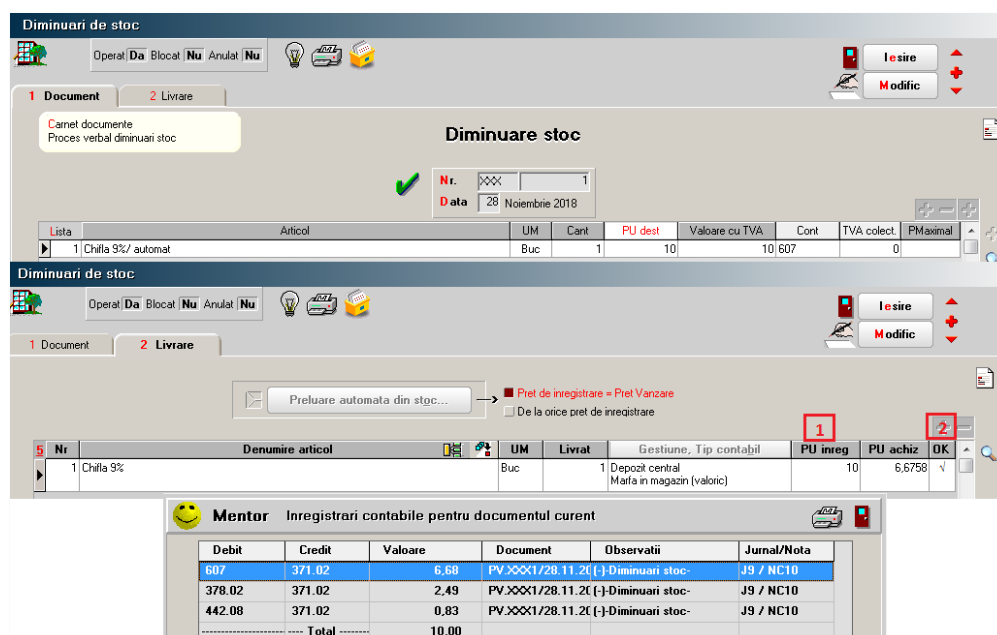 Diminuari de stoc
Operat Da Blocat Nu Anulat Nu
Iesire
Modific
1 Document 2 Livrare
Carnet documente
Proces verbal diminuari stoc
Diminuare stoc
Nr. XXX 1
Data 28 Noiembrie 2018
Lista Articol UM Cant PU dest Valoare cu TVA Cont TVA colect. PMaximal
1 Chifla 9%/ automat Buc 1 10 10 607 0
Diminuari de stoc
Operat Da Blocat Nu Anulat Nu
Iesire
Modific
1 Document 2 Livrare
Preluare automata din stoc...
Pret de inregistrare = Pret Vanzare
De la orice pret de inregistrare
1 2
5 Nr Denumire articol UM Livrat Gestiune, Tip contabil PU inreg PU achiz OK
1 Chifla 9% Buc 1 Depozit central 10 6,6758 √
Marfa in magazin (valoric)
Mentor Inregistrari contabile pentru documentul curent
Debit Credit Valoare Document Observatii Jurnal/Nota
607 371.02 6,68 PV.XXX1/28.11.20 (-)-Diminuari stoc- J9 / NC10
378.02 371.02 2,49 PV.XXX1/28.11.20 (-)-Diminuari stoc- J9 / NC10
442.08 371.02 0,83 PV.XXX1/28.11.20 (-)-Diminuari stoc- J9 / NC10
--------------------- ---- Total ------- 10,00